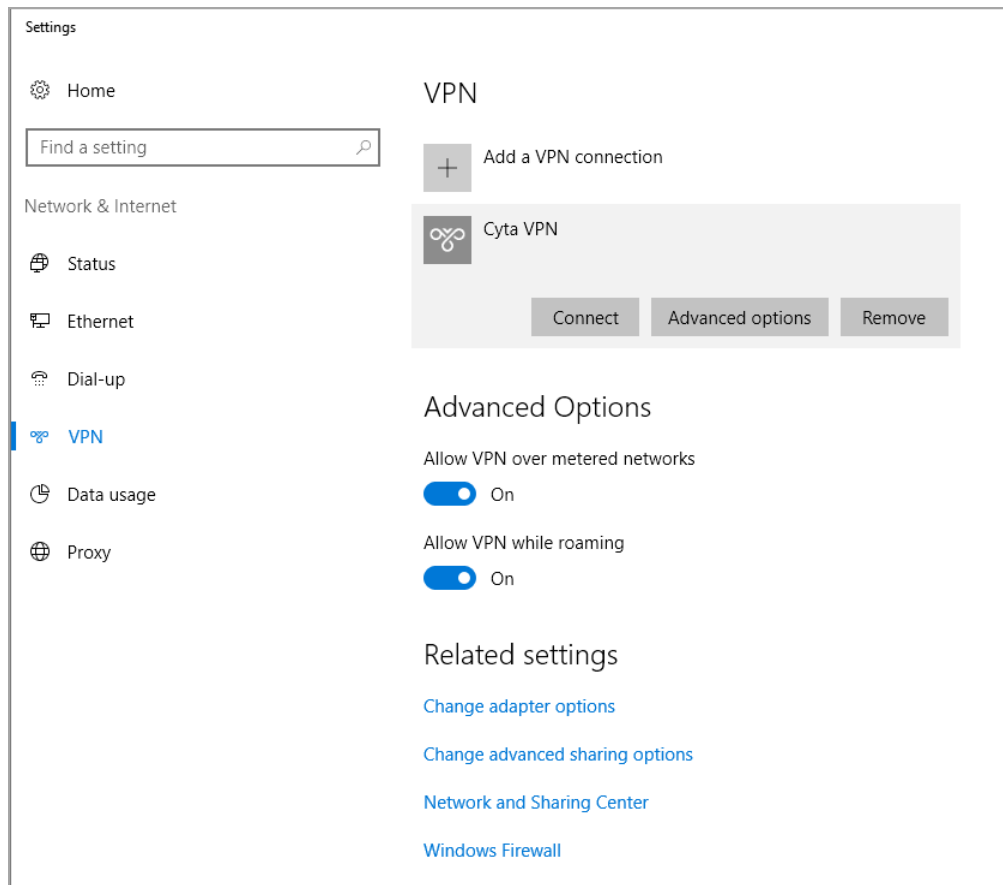 Settings
Home
Find a setting
Network & Internet
Status
Ethernet
Dial-up
VPN
Data usage
Proxy
VPN
Add a VPN connection
Cyta VPN
Connect Advanced options Remove
Advanced Options
Allow VPN over metered networks
On
Allow VPN while roaming
On
Related settings
Change adapter options
Change advanced sharing options
Network and Sharing Center
Windows Firewall